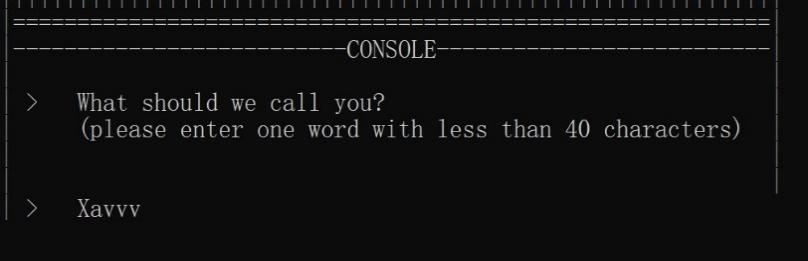 CONSOLE
> What should we call you?
(please enter one word with less than 40 characters)
> Xavvv